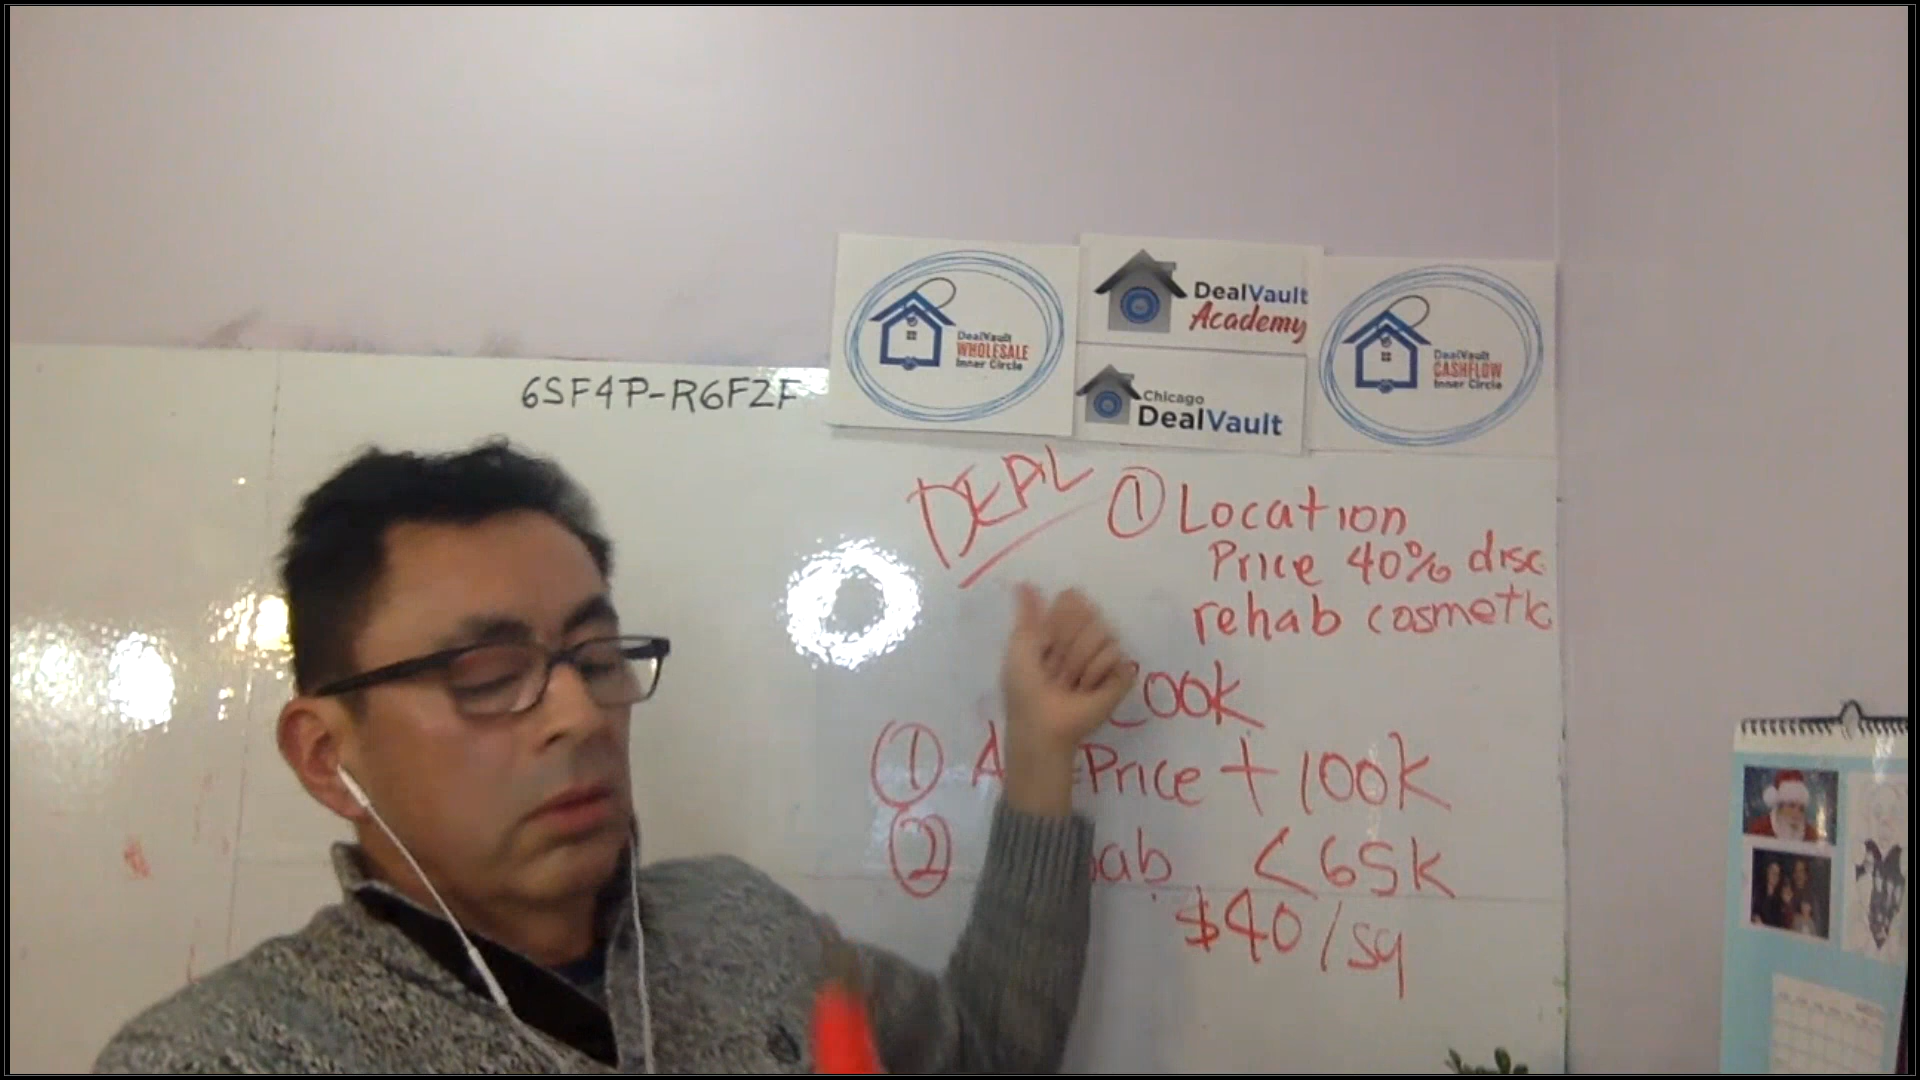 6SF4P-R6F2F
DealVault
WHOLESALE
Inner Circle
DealVault
Academy
Chicago
DealVault
DealVault
CASHFLOW
Inner Circle
DEAL
① Location
Price 40% disc
rehab cosmetic
200k
① Price + 100k
② <65k
$40/sq